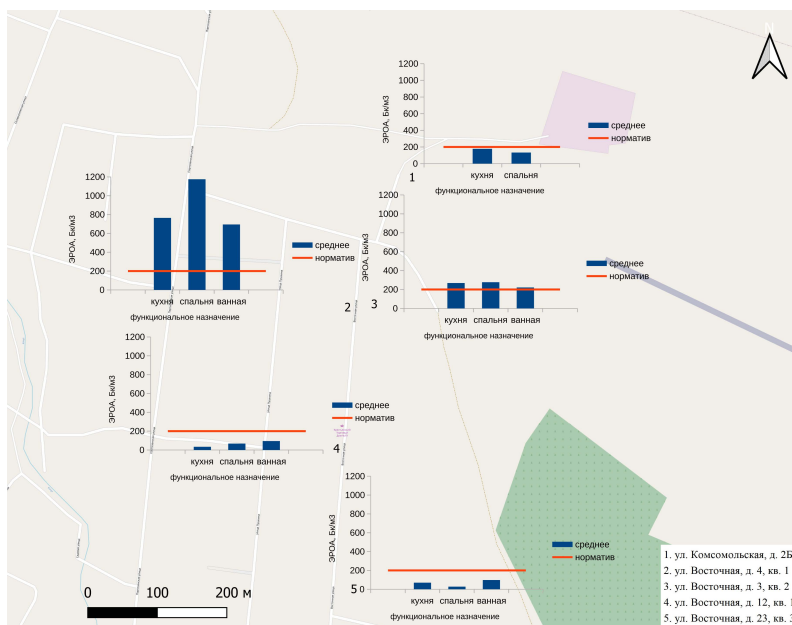 N
1200
1000
800
600
400
200
0
ЭРОА, Бк/м3
кухня спальня
функциональное назначение
среднее
норматив
1
1200
1000
800
600
400
200
0
ЭРОА, Бк/м3
кухня спальня ванная
функциональное назначение
среднее
норматив
2
1200
1000
800
600
400
200
0
ЭРОА, Бк/м3
кухня спальня ванная
функциональное назначение
среднее
норматив
3
1200
1000
800
600
400
200
0
ЭРОА, Бк/м3
кухня спальня ванная
функциональное назначение
среднее
норматив
4
1200
1000
800
600
400
200
0
ЭРОА, Бк/м3
кухня спальня ванная
функциональное назначение
среднее
норматив
5
0 100 200 м
1. ул. Комсомольская, д. 2Б
2. ул. Восточная, д. 4, кв. 1
3. ул. Восточная, д. 3, кв. 2
4. ул. Восточная, д. 12, кв. 1
5. ул. Восточная, д. 23, кв. 3